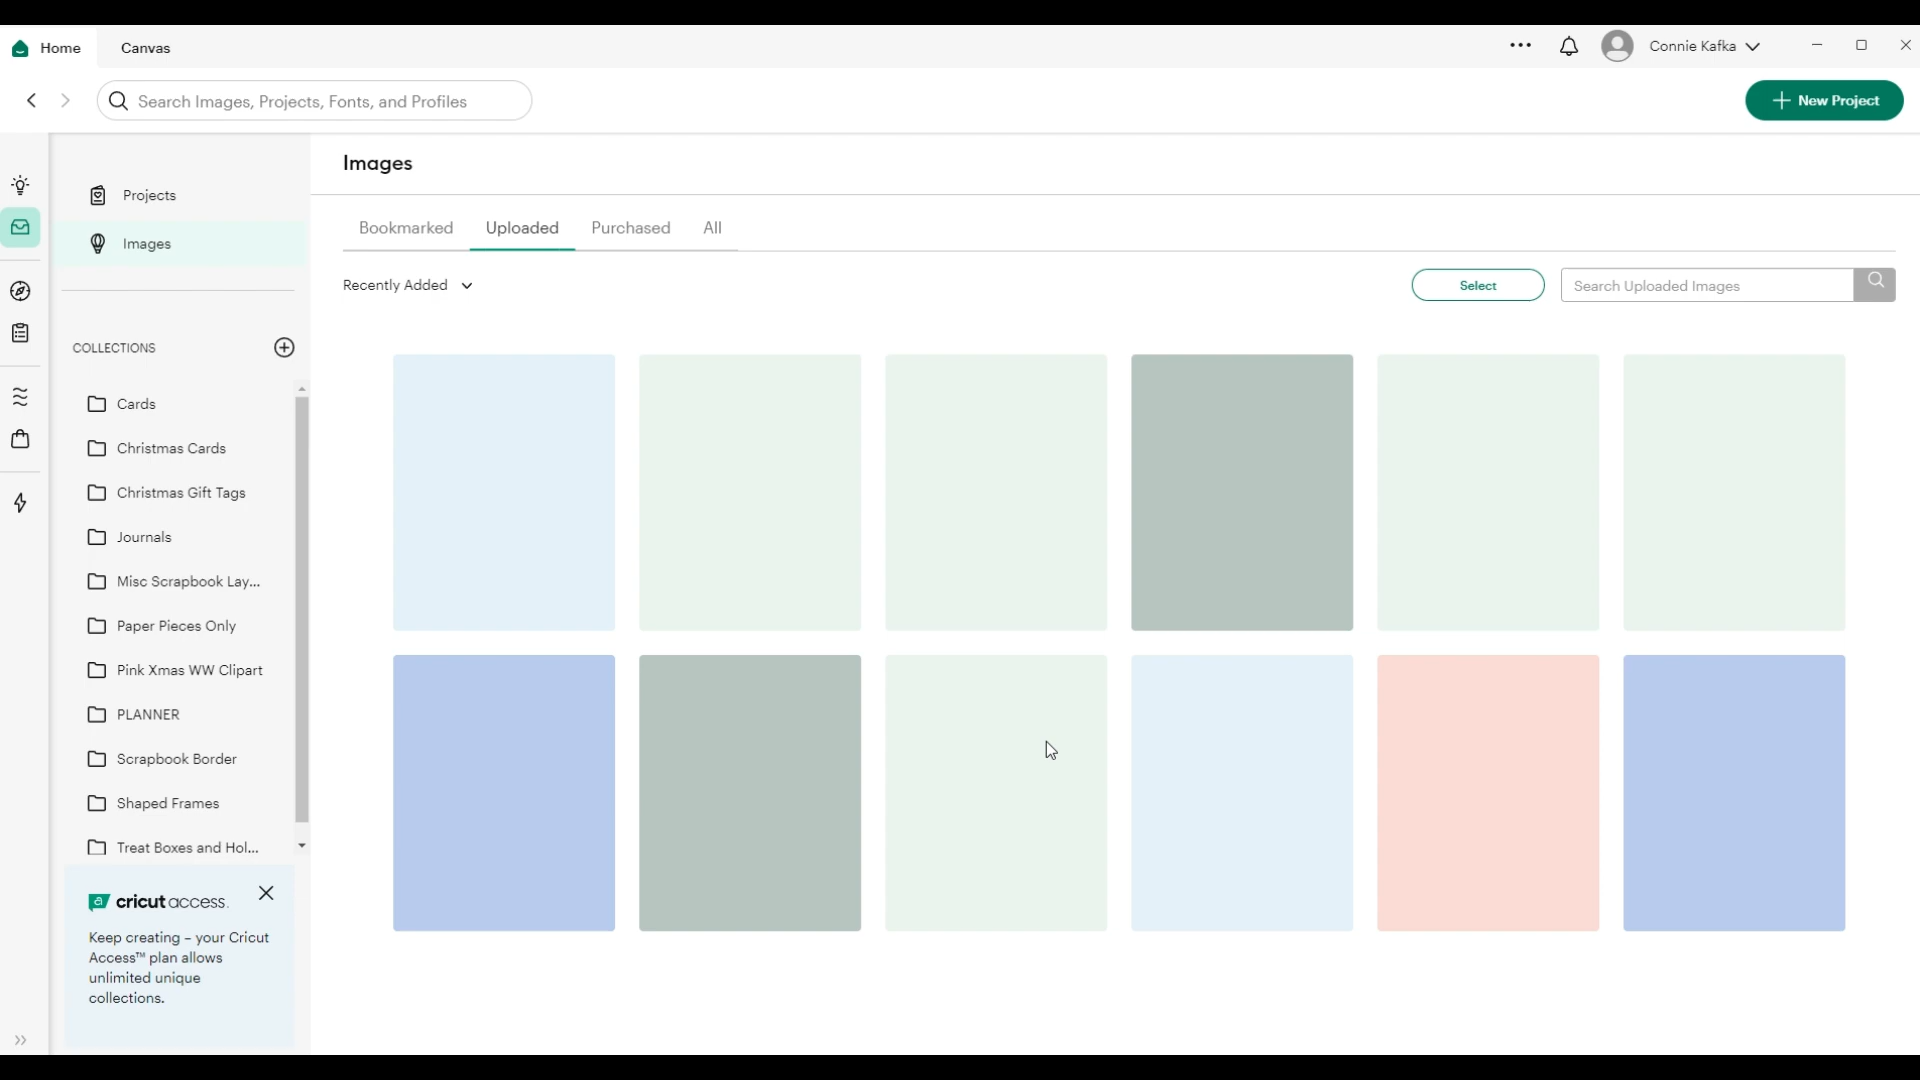 Home
Canvas
Connie Kafka
Search Images, Projects, Fonts, and Profiles
New Project
Projects
Images
COLLECTIONS
Cards
Christmas Cards
Christmas Gift Tags
Journals
Misc Scrapbook Lay...
Paper Pieces Only
Pink Xmas WW Clipart
PLANNER
Scrapbook Border
Shaped Frames
Treat Boxes and Hol...
a cricut access.
Keep creating – your Cricut
Access™ plan allows
unlimited unique
collections.
Images
Bookmarked
Uploaded
Purchased
All
Recently Added
Select
Search Uploaded Images